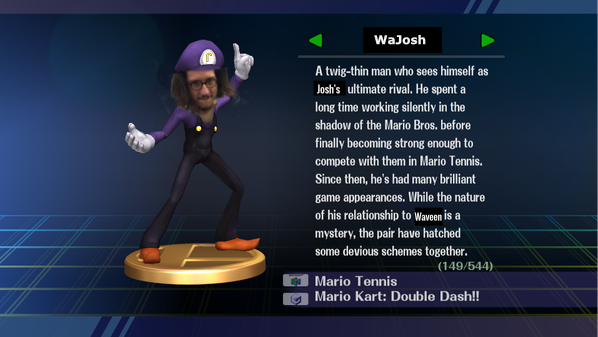 WaJosh
A twig-thin man who sees himself as
Josh's ultimate rival. He spent a
long time working silently in the
shadow of the Mario Bros. before
finally becoming strong enough to
compete with them in Mario Tennis.
Since then, he's had many brilliant
game appearances. While the nature
of his relationship to Waveen is a
mystery, the pair have hatched
some devious schemes together.
(149/544)
Mario Tennis
Mario Kart: Double Dash!!